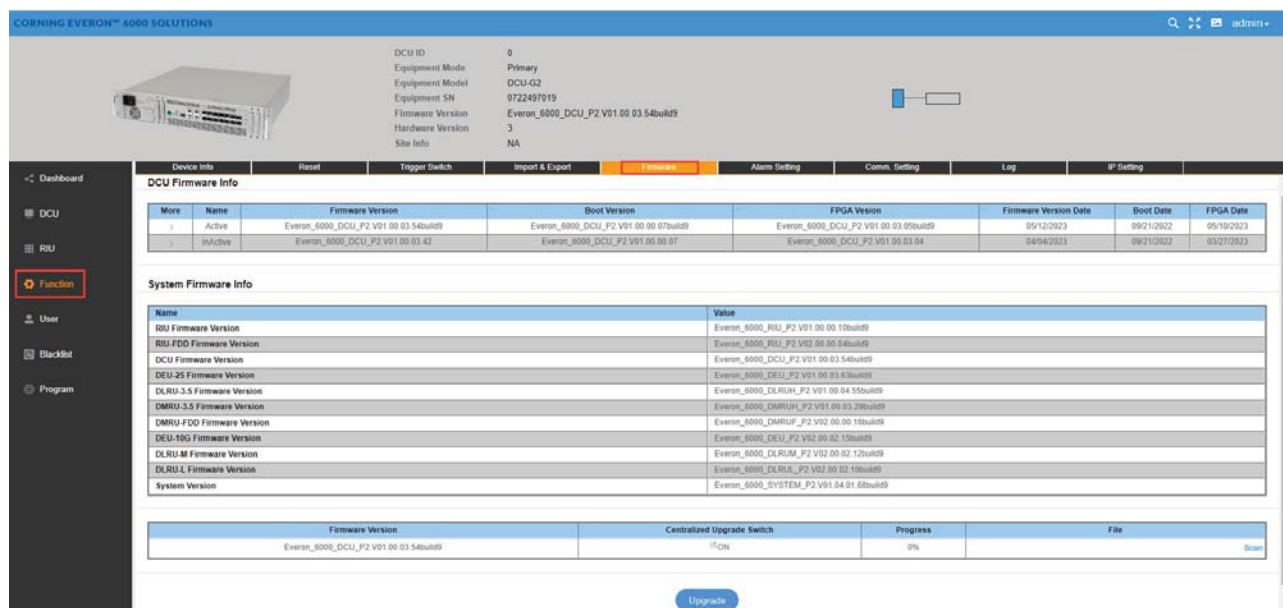 CORNING EVERON™ 6000 SOLUTIONS
admin
DCU ID 0
Equipment Mode Primary
Equipment Model DCU-G2
Equipment SN 0722497019
Firmware Version Everon_6000_DCU_P2.V01.00.03.54build9
Hardware Version 3
Site Info NA
Device Info Reset Trigger Switch Import & Export Firmware Alarm Setting Comm. Setting Log IP Setting
Dashboard
DCU
RIU
Function
User
Blacklist
Program
DCU Firmware Info
More Name Firmware Version Boot Version FPGA Vesion Firmware Version Date Boot Date FPGA Date
Active Everon_6000_DCU_P2.V01.00.03.54build9 Everon_6000_DCU_P2.V01.00.00.07build9 Everon_6000_DCU_P2.V01.00.03.05build9 05/12/2023 09/21/2022 05/10/2023
InActive Everon_6000_DCU_P2.V01.00.03.42 Everon_6000_DCU_P2.V01.00.00.07 Everon_6000_DCU_P2.V01.00.03.04 04/04/2023 09/21/2022 03/27/2023
System Firmware Info
Name Value
RIU Firmware Version Everon_6000_RIU_P2.V01.00.00.10build9
RIU-FDD Firmware Version Everon_6000_RIU_P2.V02.00.00.04build9
DCU Firmware Version Everon_6000_DCU_P2.V01.00.03.54build9
DEU-25 Firmware Version Everon_6000_DEU_P2.V01.00.03.63build9
DLRU-3.5 Firmware Version Everon_6000_DLRUH_P2.V01.00.04.55build9
DMRU-3.5 Firmware Version Everon_6000_DMRUH_P2.V01.00.03.29build9
DMRU-FDD Firmware Version Everon_6000_DMRUF_P2.V02.00.00.16build9
DEU-10G Firmware Version Everon_6000_DEU_P2.V02.00.02.15build9
DLRU-M Firmware Version Everon_6000_DLRUM_P2.V02.00.02.12build9
DLRU-L Firmware Version Everon_6000_DLRUL_P2.V02.00.02.10build9
System Version Everon_6000_SYSTEM_P2.V01.04.01.68build9
Firmware Version Centralized Upgrade Switch Progress File
Everon_6000_DCU_P2.V01.00.03.54build9 ON 0% Scan
Upgrade